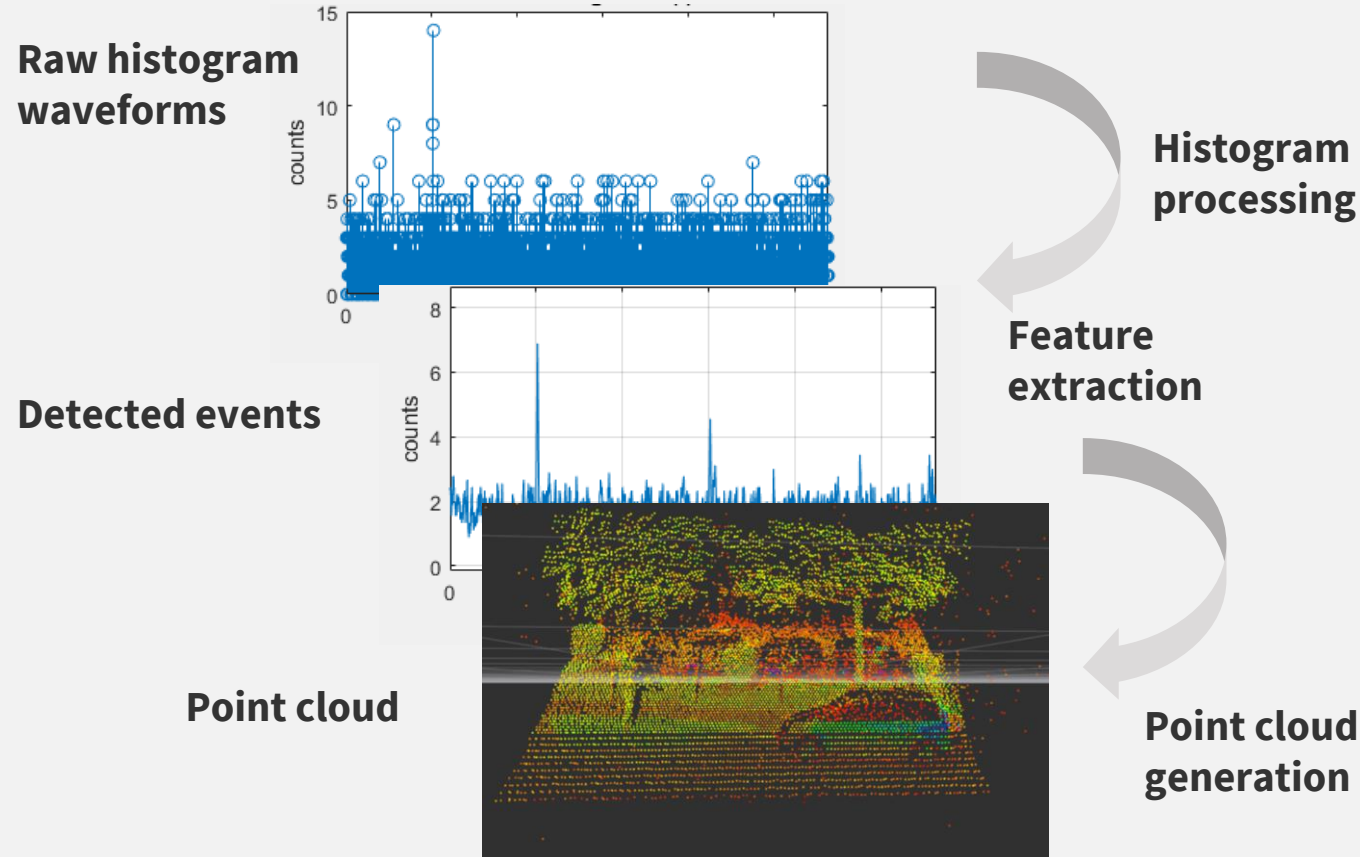 Raw histogram
waveforms
15
10
5
0
0
counts
Histogram
processing
Feature
extraction
Detected events
8
6
4
2
0
0
counts
Point cloud
Point cloud
generation